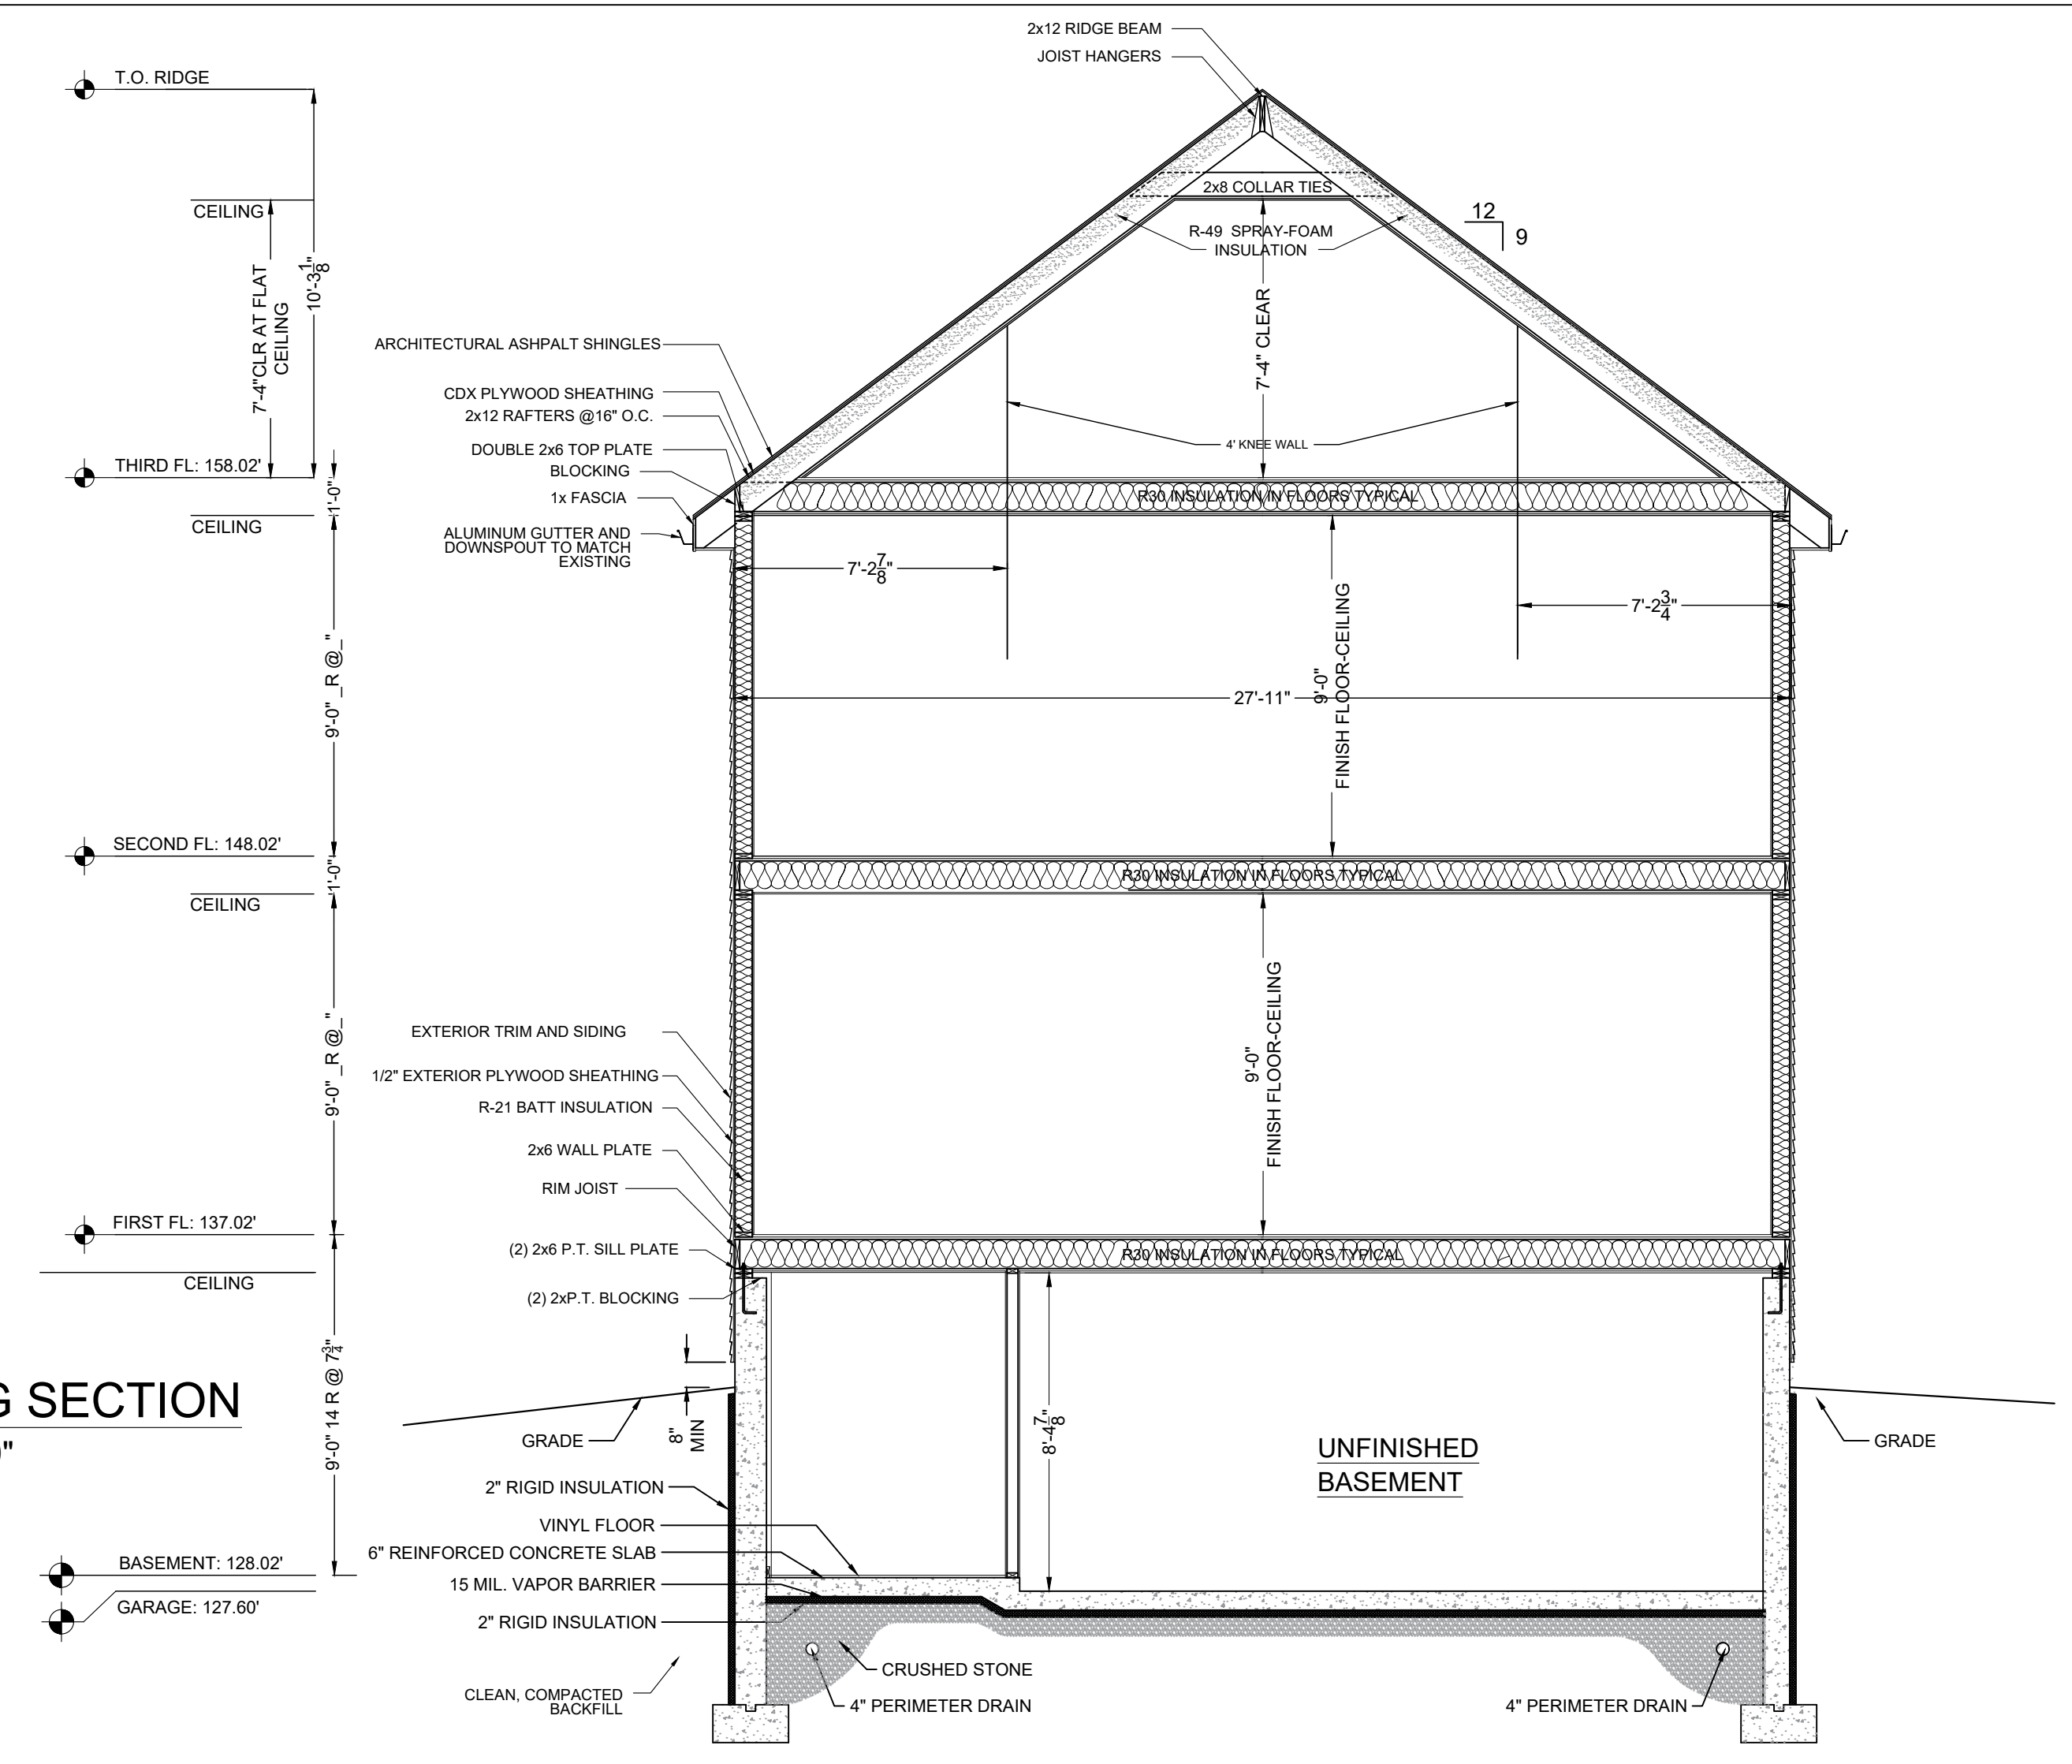 2x12 RIDGE BEAM
JOIST HANGERS
T.O. RIDGE
CEILING
7'-4"CLR AT FLAT
CEILING
10'-3 1/8"
2x8 COLLAR TIES
12
9
R-49 SPRAY-FOAM
INSULATION
7'-4" CLEAR
4' KNEE WALL
ARCHITECTURAL ASHPALT SHINGLES
CDX PLYWOOD SHEATHING
2x12 RAFTERS @16" O.C.
DOUBLE 2x6 TOP PLATE
BLOCKING
1x FASCIA
ALUMINUM GUTTER AND
DOWNSPOUT TO MATCH
EXISTING
THIRD FL: 158.02'
1'-0"
CEILING
R30 INSULATION IN FLOORS TYPICAL
7'-2 7/8"
7'-2 3/4"
27'-11"
9'-0"
FINISH FLOOR-CEILING
9'-0" _R @_"
SECOND FL: 148.02'
1'-0"
CEILING
R30 INSULATION IN FLOORS TYPICAL
9'-0"
FINISH FLOOR-CEILING
9'-0" _R @_"
EXTERIOR TRIM AND SIDING
1/2" EXTERIOR PLYWOOD SHEATHING
R-21 BATT INSULATION
2x6 WALL PLATE
RIM JOIST
(2) 2x6 P.T. SILL PLATE
(2) 2xP.T. BLOCKING
FIRST FL: 137.02'
CEILING
R30 INSULATION IN FLOORS TYPICAL
9'-0" 14 R @ 7 3/4"
G SECTION
0"
8"
MIN
GRADE
GRADE
8'-4 7/8"
UNFINISHED
BASEMENT
2" RIGID INSULATION
VINYL FLOOR
6" REINFORCED CONCRETE SLAB
15 MIL. VAPOR BARRIER
2" RIGID INSULATION
BASEMENT: 128.02'
GARAGE: 127.60'
CLEAN, COMPACTED
BACKFILL
CRUSHED STONE
4" PERIMETER DRAIN
4" PERIMETER DRAIN